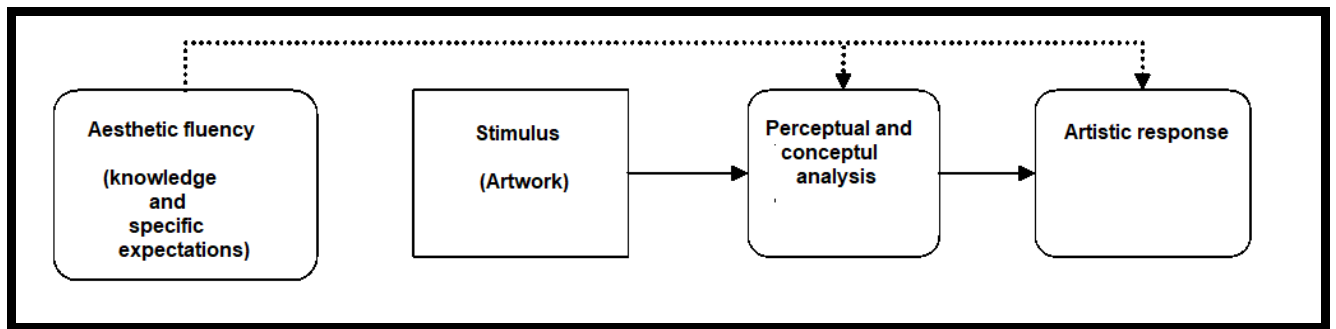 Aesthetic fluency
(knowledge
and
specific
expectations)
Stimulus
(Artwork)
Perceptual and
conceptul
analysis
Artistic response